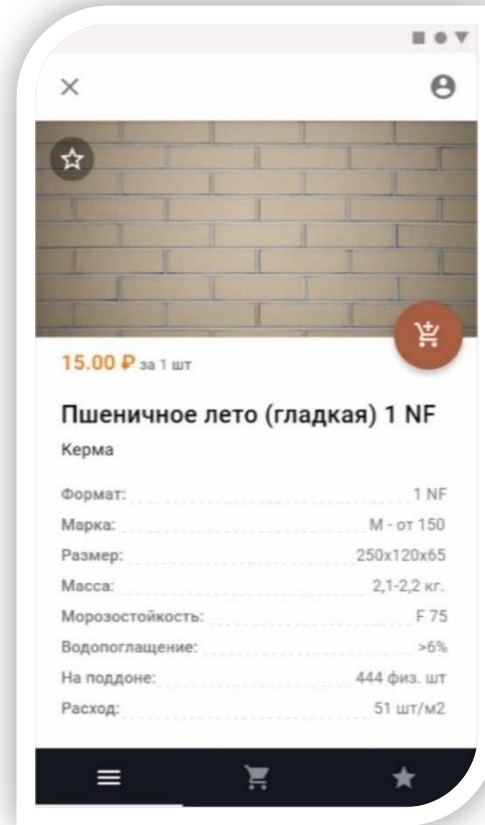 15.00 ₽ за 1 шт
Пшеничное лето (гладкая) 1 NF
Керма
Формат: 1 NF
Марка: М - от 150
Размер: 250х120х65
Масса: 2,1-2,2 кг.
Морозостойкость: F 75
Водопоглащение: >6%
На поддоне: 444 физ. шт
Расход: 51 шт/м2